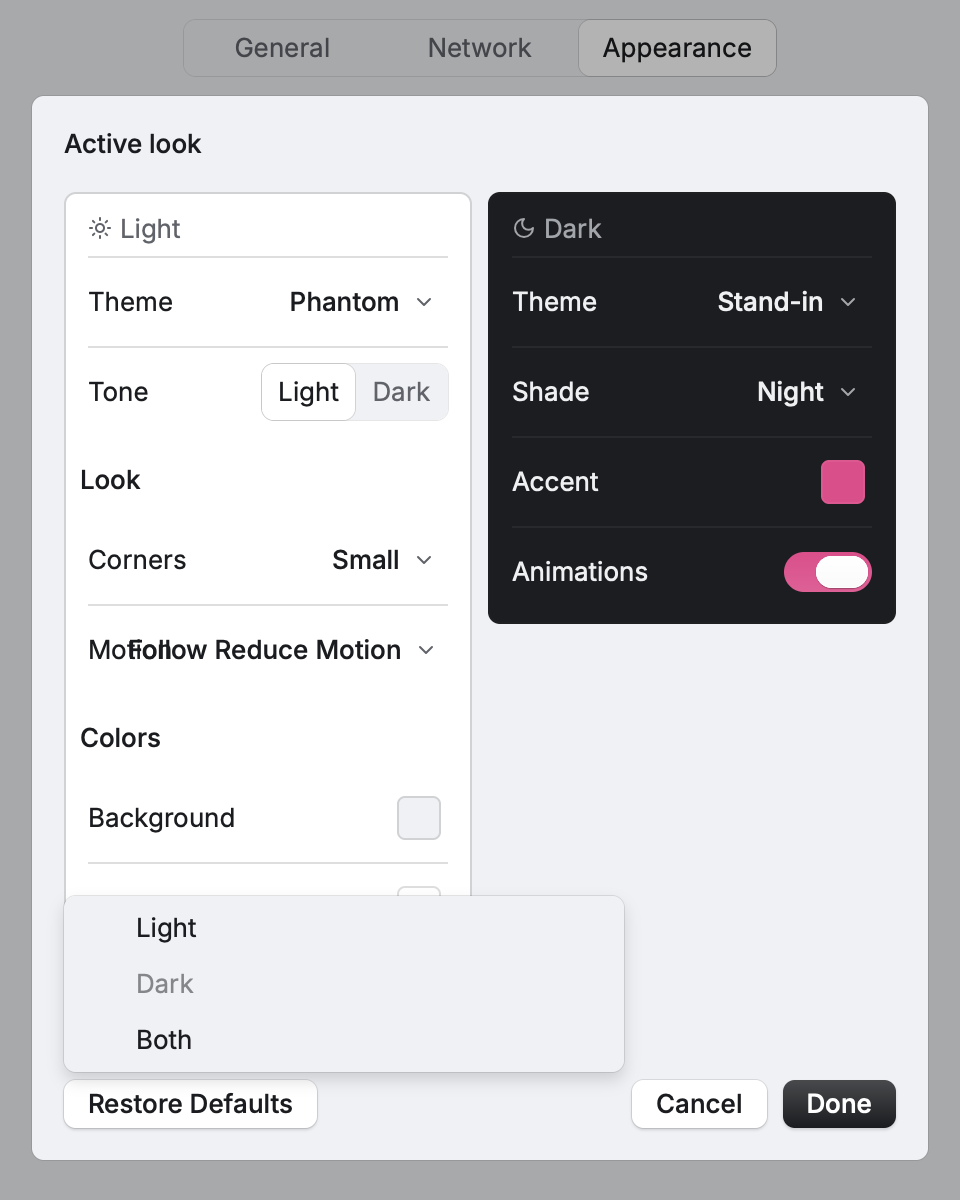 General Network Appearance
Active look
Light
Theme Phantom
Tone Light Dark
Look
Corners Small
Motion Follow Reduce Motion
Colors
Background
Dark
Theme Stand-in
Shade Night
Accent
Animations
Light
Dark
Both
Restore Defaults Cancel Done